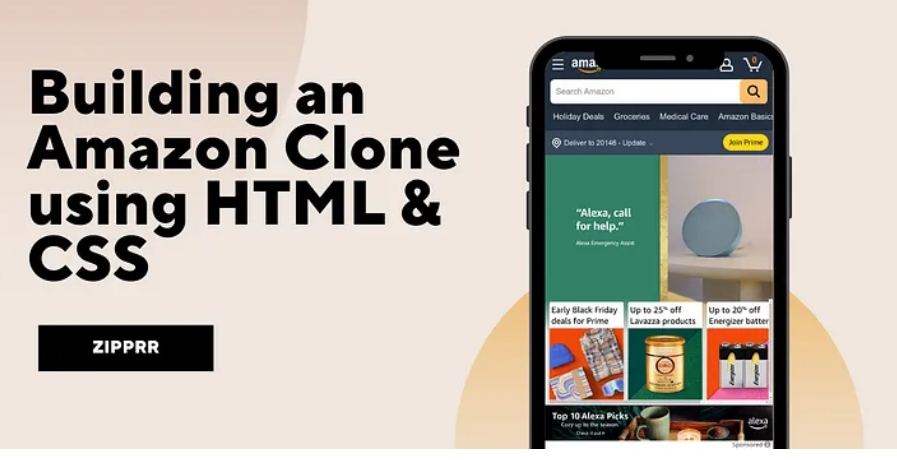 Building an
Amazon Clone
using HTML &
CSS
ZIPPRR
ama
0
Search Amazon
Holiday Deals Groceries Medical Care Amazon Basics
Deliver to 20146 - Update
Join Prime
“Alexa, call
for help.”
Alexa Emergency Assist
Early Black Friday
deals for Prime
Up to 25% off
Lavazza products
Up to 20% off
Energizer batter
Energizer
Top 10 Alexa Picks
Cozy up to the season.
Check it out
alexa
Sponsored